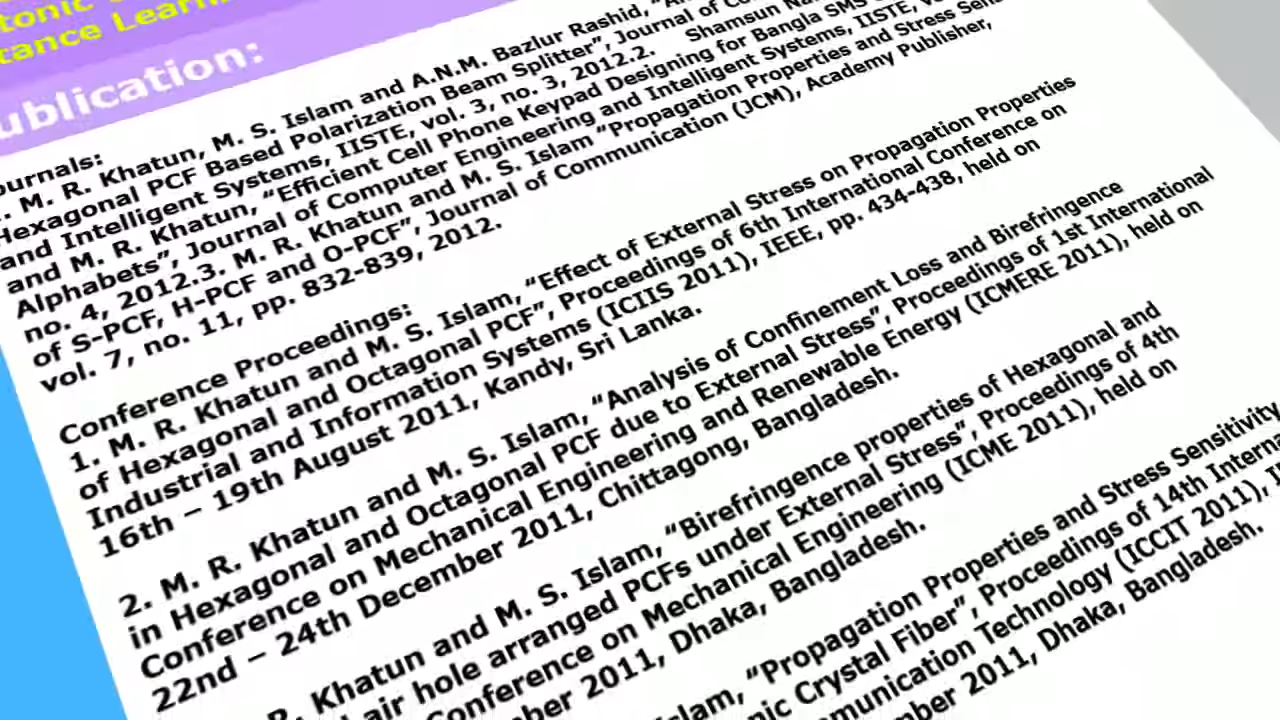 tonic
tance Learni
ublication:
ournals:
. M. R. Khatun, M. S. Islam and A.N.M. Bazlur Rashid, "An
Hexagonal PCF Based Polarization Beam Splitter", Journal of Co
and Intelligent Systems, IISTE, vol. 3, no. 3, 2012.2. Shamsun Na
and M. R. Khatun, "Efficient Cell Phone Keypad Designing for Bangla SMS
Alphabets", Journal of Computer Engineering and Intelligent Systems, IISTE, vo
no. 4, 2012.3. M. R. Khatun and M. S. Islam "Propagation Properties and Stress Sens
of S-PCF, H-PCF and O-PCF", Journal of Communication (JCM), Academy Publisher,
vol. 7, no. 11, pp. 832-839, 2012.
Conference Proceedings:
1. M. R. Khatun and M. S. Islam, "Effect of External Stress on Propagation Properties
of Hexagonal and Octagonal PCF", Proceedings of 6th International Conference on
Industrial and Information Systems (ICIIS 2011), IEEE, pp. 434-438, held on
16th – 19th August 2011, Kandy, Sri Lanka.
2. M. R. Khatun and M. S. Islam, "Analysis of Confinement Loss and Birefringence
in Hexagonal and Octagonal PCF due to External Stress", Proceedings of 1st International
Conference on Mechanical Engineering and Renewable Energy (ICMERE 2011), held on
22nd – 24th December 2011, Chittagong, Bangladesh.
R. Khatun and M. S. Islam, "Birefringence properties of Hexagonal and
air hole arranged PCFs under External Stress", Proceedings of 4th
Conference on Mechanical Engineering (ICME 2011), held on
ber 2011, Dhaka, Bangladesh.
slam, "Propagation Properties and Stress Sensitivity
nic Crystal Fiber", Proceedings of 14th Interna
mmunication Technology (ICCIT 2011), I
mber 2011, Dhaka, Bangladesh.